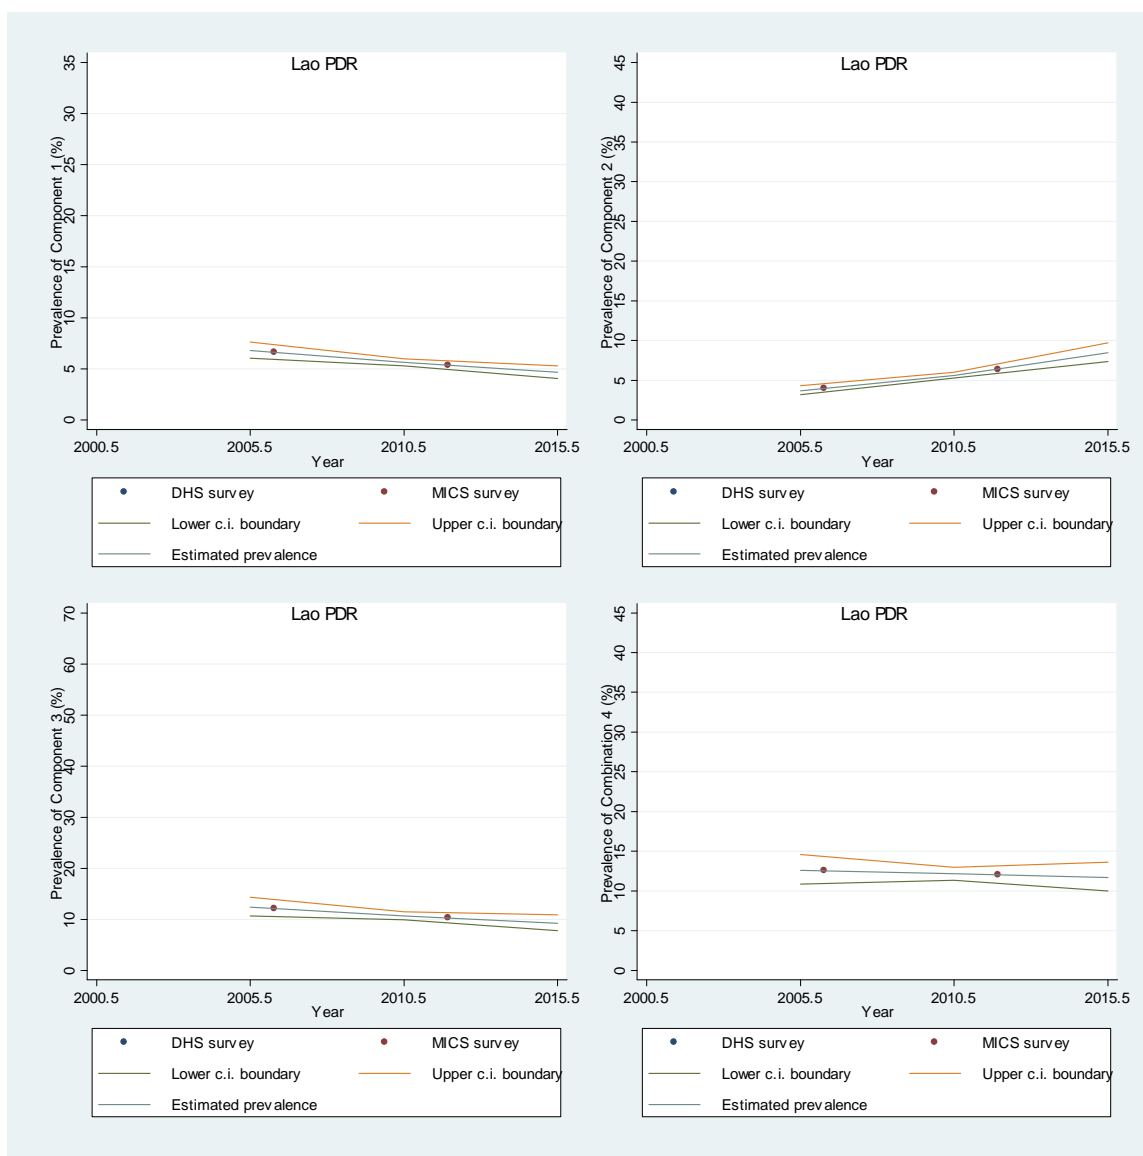 Lao PDR
Prevalence of Component 1 (%)
35
30
25
20
15
10
5
0
2000.5 2005.5 2010.5 2015.5
Year
DHS survey MICS survey
Lower c.i. boundary Upper c.i. boundary
Estimated prevalence
Lao PDR
Prevalence of Component 2 (%)
45
40
35
30
25
20
15
10
5
0
2000.5 2005.5 2010.5 2015.5
Year
DHS survey MICS survey
Lower c.i. boundary Upper c.i. boundary
Estimated prevalence
Lao PDR
Prevalence of Component 3 (%)
70
60
50
40
30
20
10
0
2000.5 2005.5 2010.5 2015.5
Year
DHS survey MICS survey
Lower c.i. boundary Upper c.i. boundary
Estimated prevalence
Lao PDR
Prevalence of Combination 4 (%)
45
40
35
30
25
20
15
10
5
0
2000.5 2005.5 2010.5 2015.5
Year
DHS survey MICS survey
Lower c.i. boundary Upper c.i. boundary
Estimated prevalence